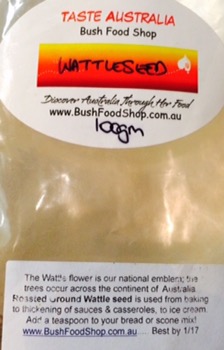 TASTE AUSTRALIA
Bush Food Shop
WATTLESEED
Discover Australia Through Her Food
www.BushFoodShop.com.au
100gm
The Wattle flower is our national emblem; the
trees occur across the continent of Australia.
Roasted Ground Wattle seed is used from baking
to thickening of sauces & casseroles, to ice cream.
Add a teaspoon to your bread or scone mix!
www.BushFoodShop.com.au Best by 1/17